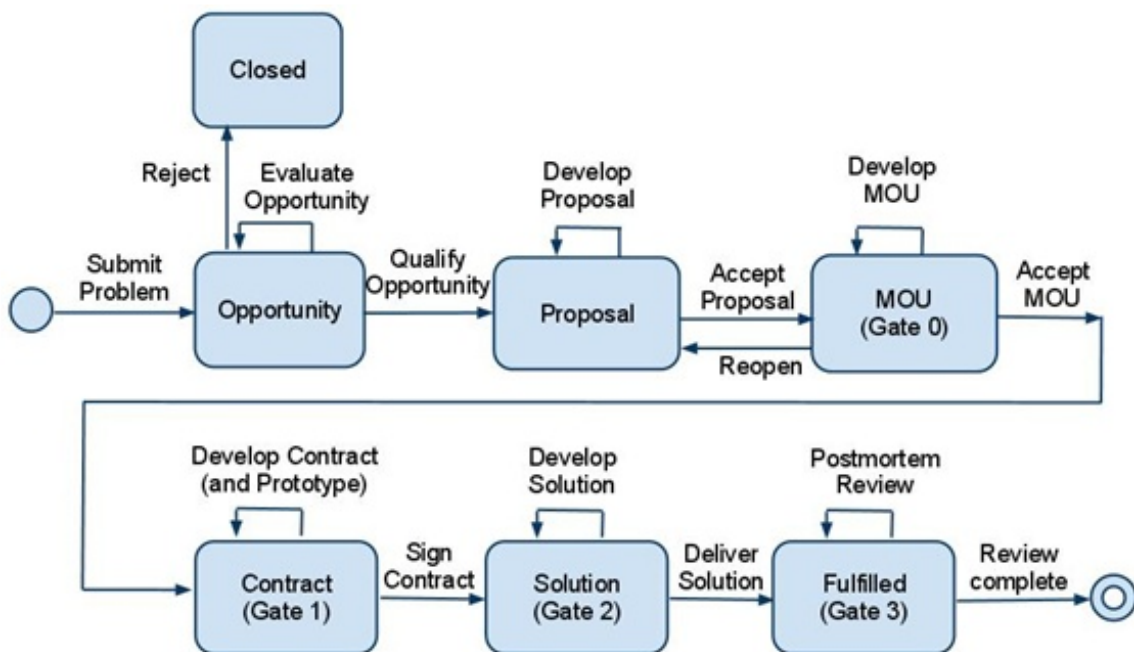 Closed
Reject
Evaluate
Opportunity
Develop
Proposal
Develop
MOU
Submit
Problem
Opportunity
Qualify
Opportunity
Proposal
Accept
Proposal
Reopen
MOU
(Gate 0)
Accept
MOU
Develop Contract
(and Prototype)
Develop
Solution
Postmortem
Review
Contract
(Gate 1)
Sign
Contract
Solution
(Gate 2)
Deliver
Solution
Fulfilled
(Gate 3)
Review
complete